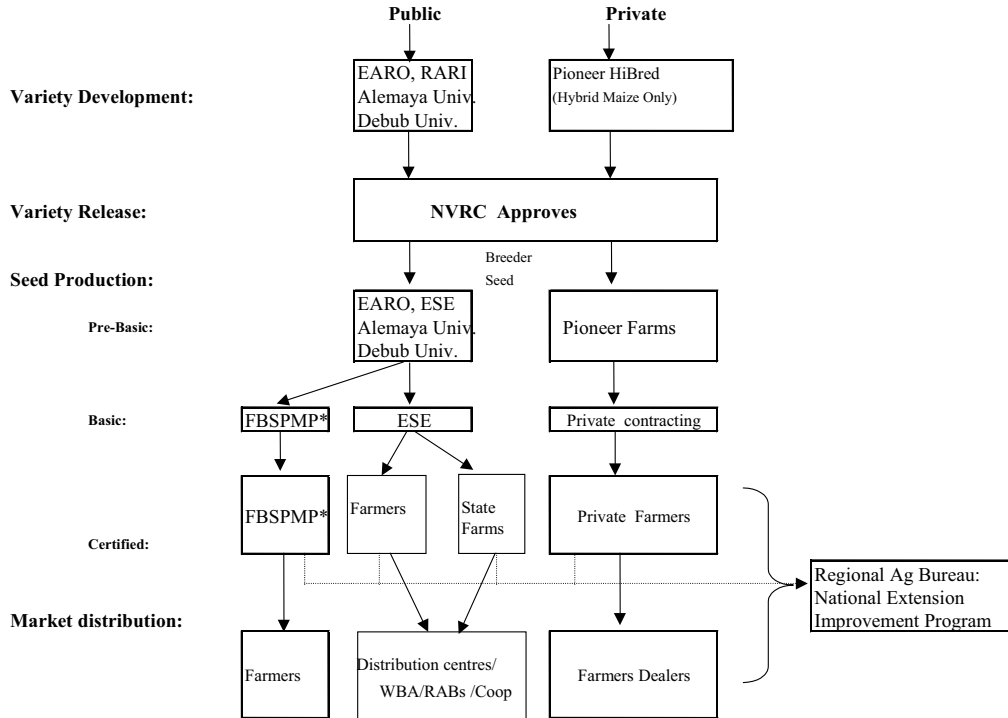 Public Private
Variety Development:
EARO, RARI
Alemaya Univ.
Debub Univ.
Pioneer HiBred
(Hybrid Maize Only)
Variety Release:
NVRC Approves
Breeder
Seed
Seed Production:
Pre-Basic:
EARO, ESE
Alemaya Univ.
Debub Univ.
Pioneer Farms
Basic:
FBSPMP*
ESE
Private contracting
Certified:
FBSPMP*
Farmers
State
Farms
Private Farmers
Regional Ag Bureau:
National Extension
Improvement Program
Market distribution:
Farmers
Distribution centres/
WBA/RABs /Coop
Farmers Dealers